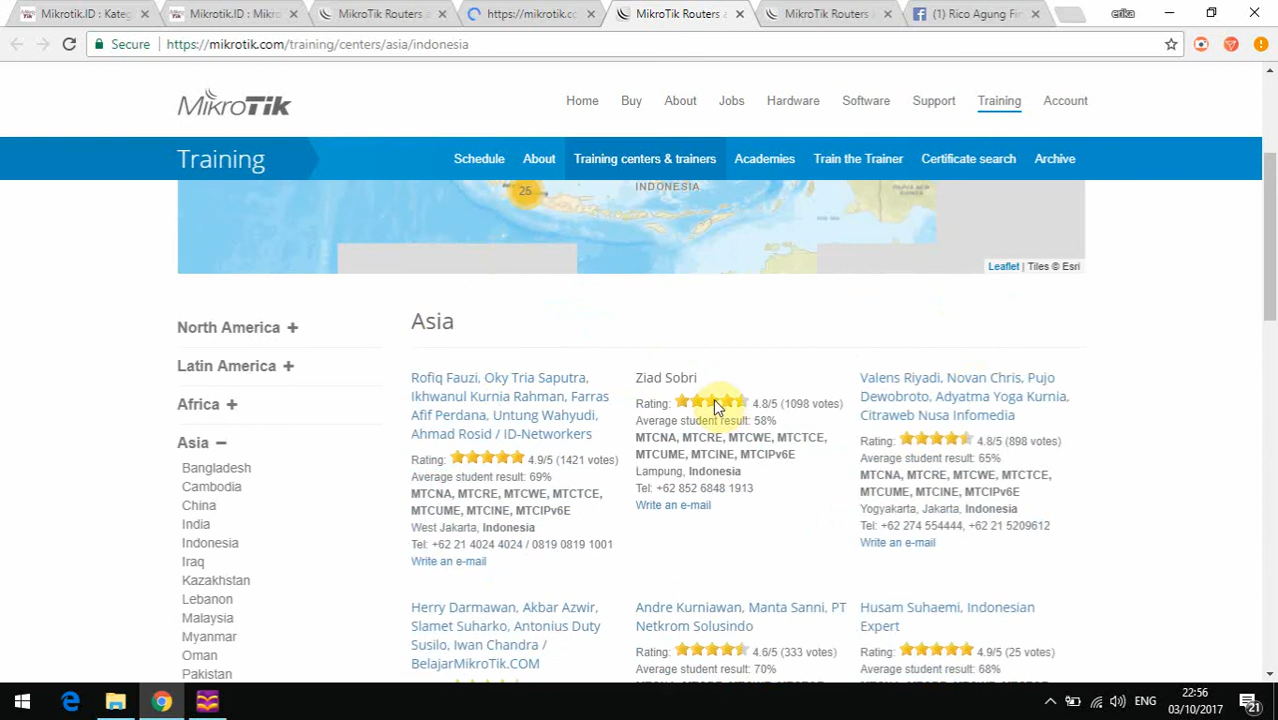 Mikrotik.ID : Kateg
Mikrotik.ID : Mikro
MikroTik Routers a
https://mikrotik.co
MikroTik Routers a
MikroTik Routers
(1) Rico Agung Fir
erika
Secure
https://mikrotik.com/training/centers/asia/indonesia
MikroTik
Home Buy About Jobs Hardware Software Support Training Account
Training
Schedule About Training centers & trainers Academies Train the Trainer Certificate search Archive
25
INDONESIA
Leaflet | Tiles © Esri
North America +
Latin America +
Africa +
Asia −
Bangladesh
Cambodia
China
India
Indonesia
Iraq
Kazakhstan
Lebanon
Malaysia
Myanmar
Oman
Pakistan
Asia
Rofiq Fauzi, Oky Tria Saputra,
Ikhwanul Kurnia Rahman, Farras
Afif Perdana, Untung Wahyudi,
Ahmad Rosid / ID-Networkers
Rating: 4.9/5 (1421 votes)
Average student result: 69%
MTCNA, MTCRE, MTCWE, MTCTCE,
MTCUME, MTCINE, MTCIPv6E
West Jakarta, Indonesia
Tel: +62 21 4024 4024 / 0819 0819 1001
Write an e-mail
Ziad Sobri
Rating: 4.8/5 (1098 votes)
Average student result: 58%
MTCNA, MTCRE, MTCWE, MTCTCE,
MTCUME, MTCINE, MTCIPv6E
Lampung, Indonesia
Tel: +62 852 6848 1913
Write an e-mail
Valens Riyadi, Novan Chris, Pujo
Dewobroto, Adyatma Yoga Kurnia,
Citraweb Nusa Infomedia
Rating: 4.8/5 (898 votes)
Average student result: 65%
MTCNA, MTCRE, MTCWE, MTCTCE,
MTCUME, MTCINE, MTCIPv6E
Yogyakarta, Jakarta, Indonesia
Tel: +62 274 554444, +62 21 5209612
Write an e-mail
Herry Darmawan, Akbar Azwir,
Slamet Suharko, Antonius Duty
Susilo, Iwan Chandra /
BelajarMikroTik.COM
Andre Kurniawan, Manta Sanni, PT
Netkrom Solusindo
Rating: 4.6/5 (333 votes)
Average student result: 70%
Husam Suhaemi, Indonesian
Expert
Rating: 4.9/5 (25 votes)
Average student result: 68%
ENG
22:56
03/10/2017
21